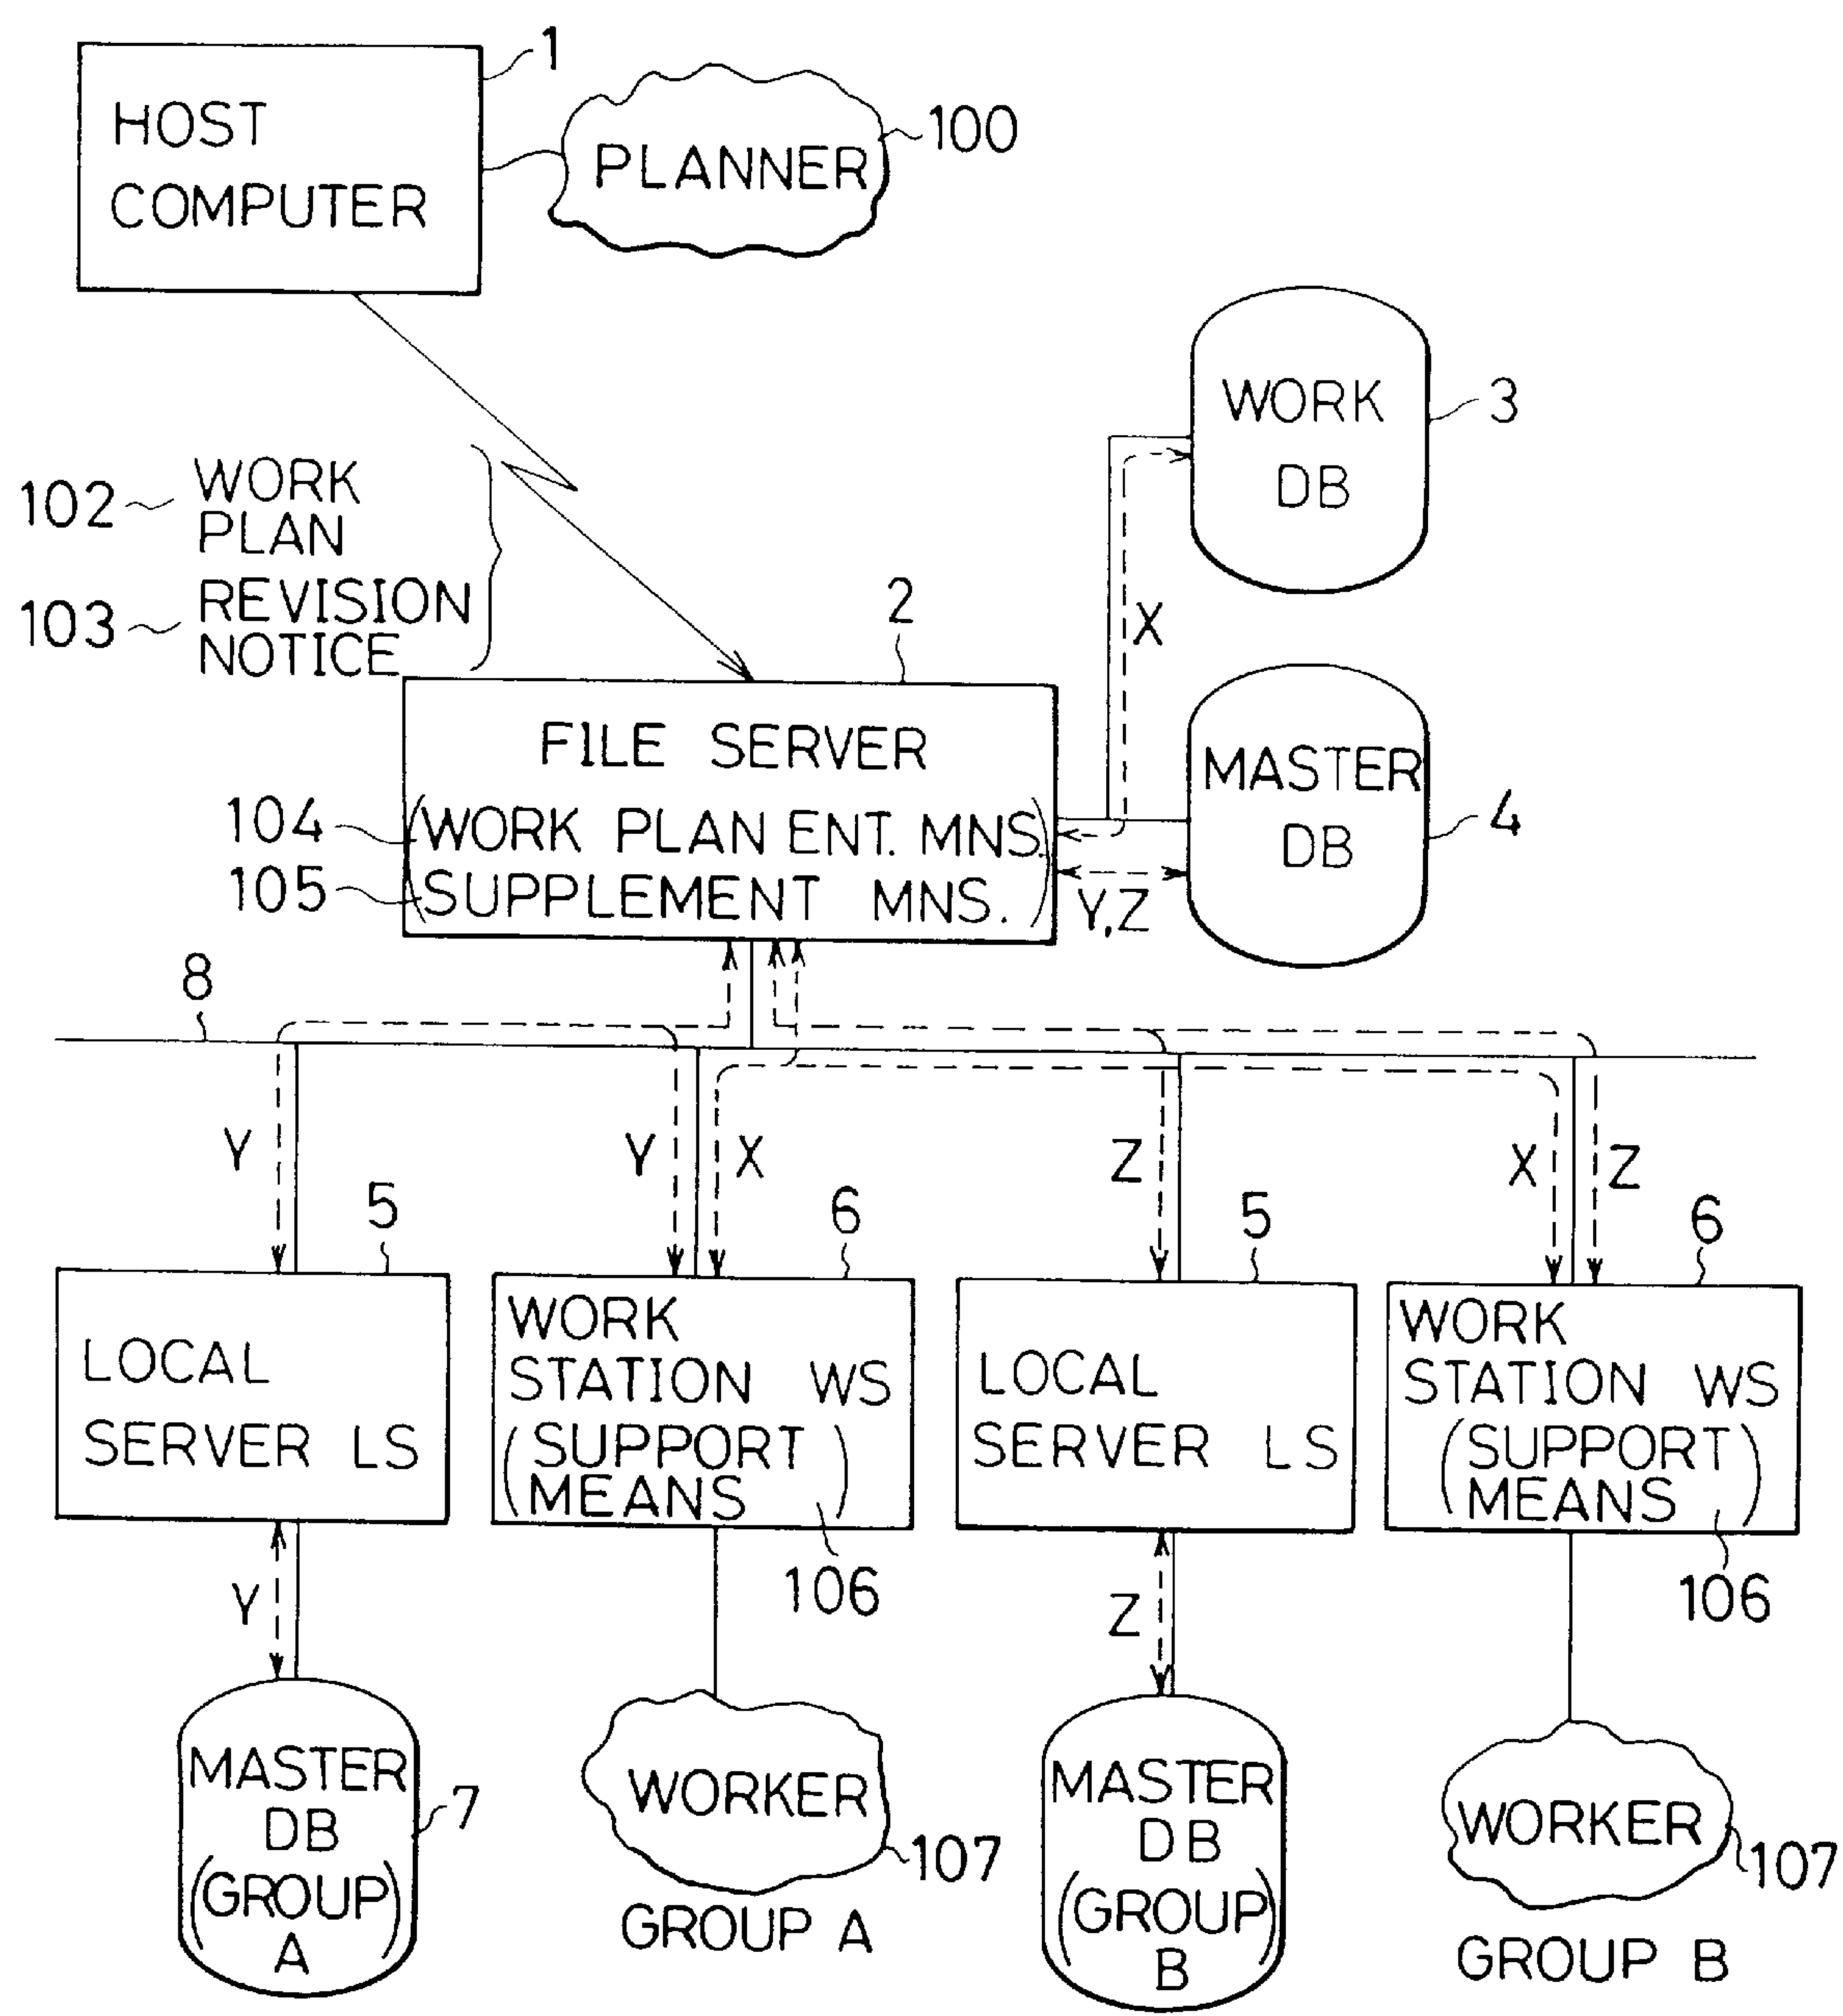 1
HOST
COMPUTER
PLANNER
100
WORK
DB
3
102
WORK
PLAN
103
REVISION
NOTICE
X
2
FILE SERVER
104
(WORK PLAN ENT. MNS.)
105
(SUPPLEMENT MNS.)
Y,Z
MASTER
DB
4
8
Y
Y
X
Z
X
Z
5
6
5
6
LOCAL
SERVER LS
WORK
STATION WS
(SUPPORT
MEANS)
LOCAL
SERVER LS
WORK
STATION WS
(SUPPORT
MEANS)
106
106
Y
Z
MASTER
DB
(GROUP
A)
7
WORKER
107
GROUP A
MASTER
DB
(GROUP
B)
WORKER
107
GROUP B